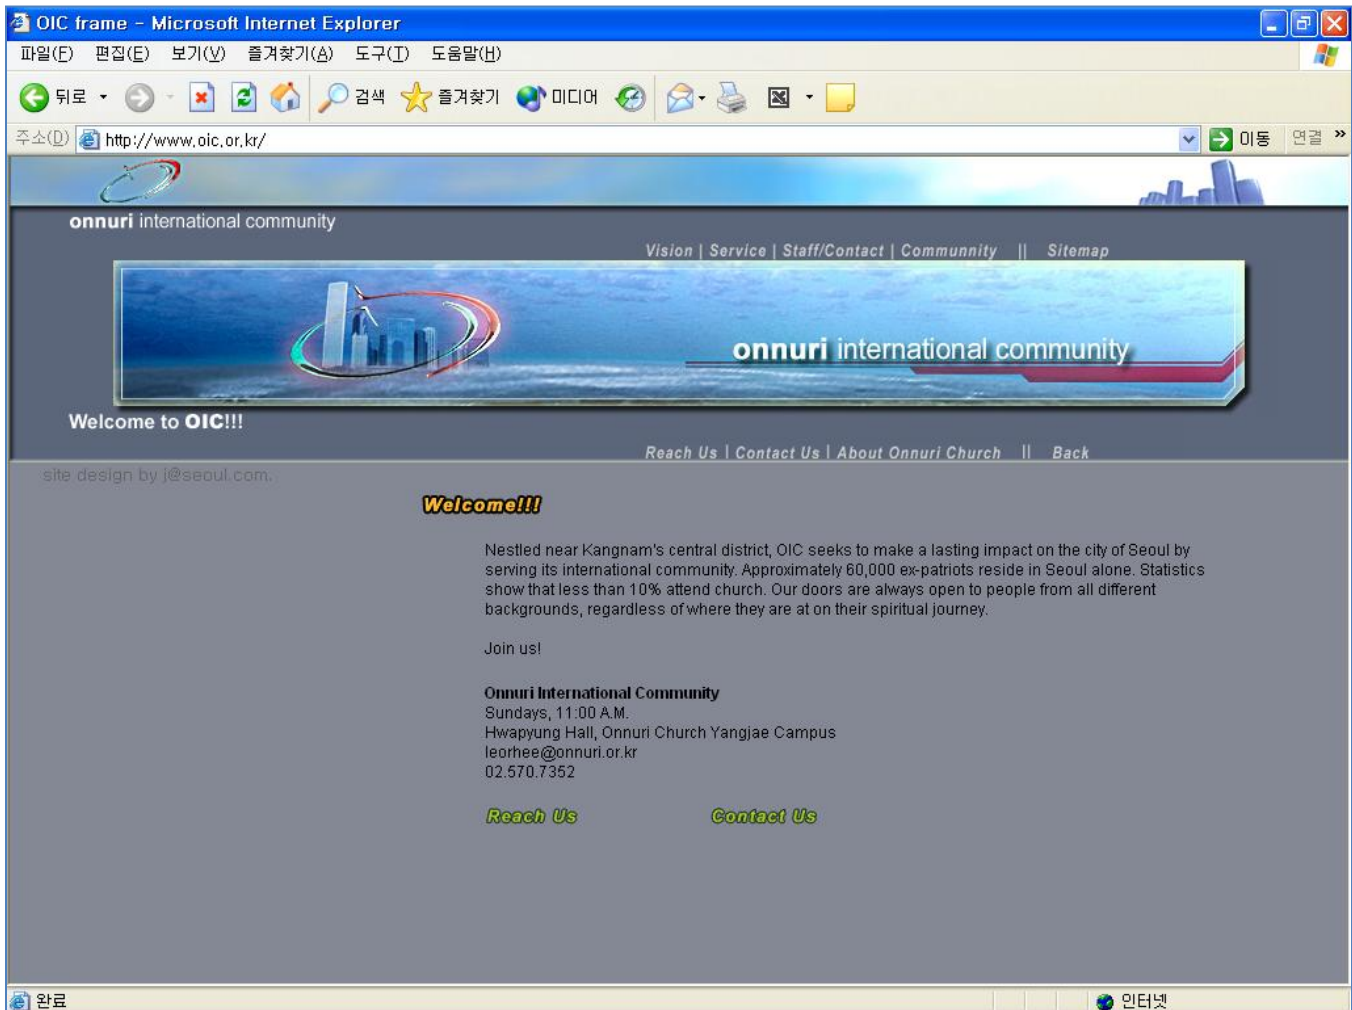 OIC frame - Microsoft Internet Explorer
파일(F) 편집(E) 보기(V) 즐겨찾기(A) 도구(T) 도움말(H)
뒤로 검색 즐겨찾기 미디어
주소(D) http://www.oic.or.kr/ 이동 연결 »
onnuri international community
Vision | Service | Staff/Contact | Communnity || Sitemap
onnuri international community
Welcome to OIC!!!
Reach Us | Contact Us | About Onnuri Church || Back
site design by j@seoul.com.
Welcome!!!
Nestled near Kangnam's central district, OIC seeks to make a lasting impact on the city of Seoul by
serving its international community. Approximately 60,000 ex-patriots reside in Seoul alone. Statistics
show that less than 10% attend church. Our doors are always open to people from all different
backgrounds, regardless of where they are at on their spiritual journey.
Join us!
Onnuri International Community
Sundays, 11:00 A.M.
Hwapyung Hall, Onnuri Church Yangjae Campus
leorhee@onnuri.or.kr
02.570.7352
Reach Us Contact Us
완료 인터넷